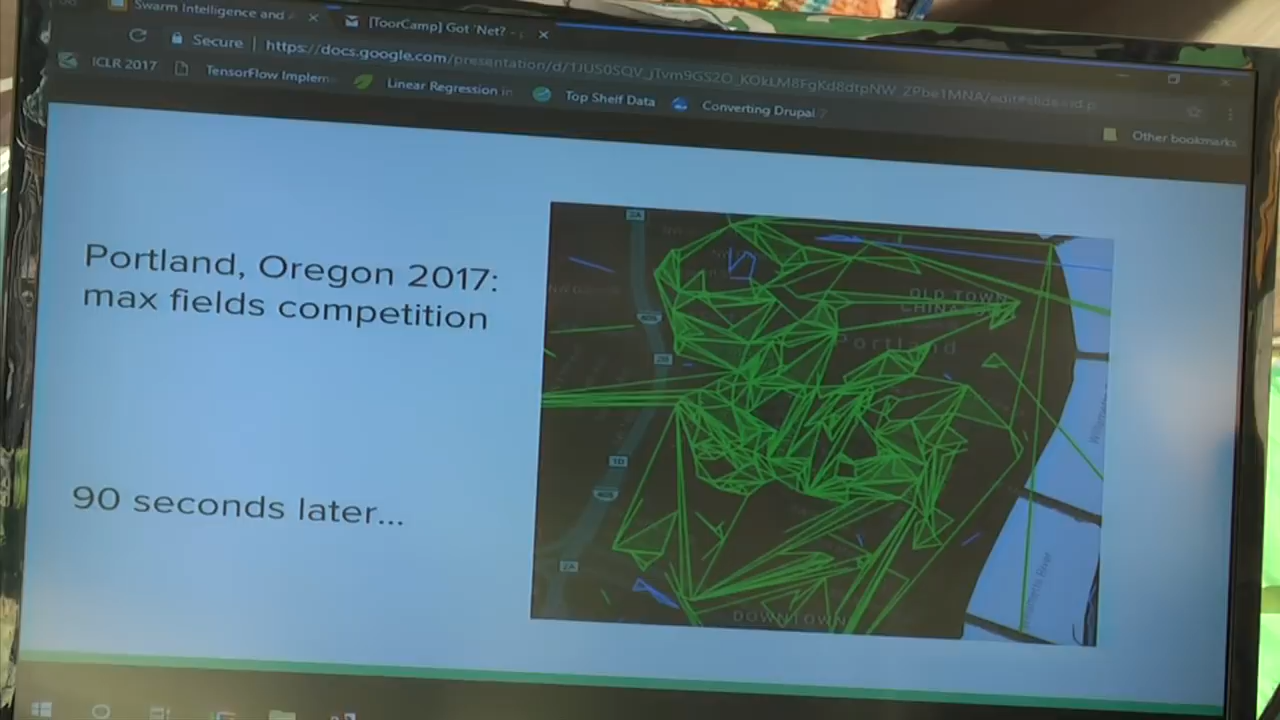 Swarm Intelligence and
[ToorCamp] Got 'Net? -
Secure
https://docs.google.com/presentation/d/
ICLR 2017
TensorFlow Implem
Linear Regression in
Top Shelf Data
Converting Drupal 7
Other bookmarks
Portland, Oregon 2017:
max fields competition
90 seconds later...
OLD TOWN
Portland
DOWNTOWN